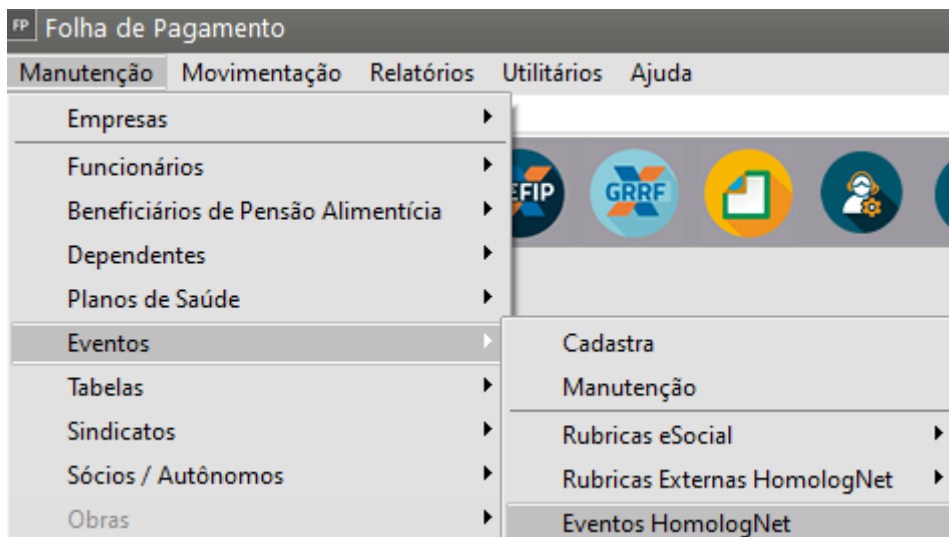 FP Folha de Pagamento
Manutenção Movimentação Relatórios Utilitários Ajuda
Empresas
Funcionários
Beneficiários de Pensão Alimentícia
Dependentes
Planos de Saúde
Eventos
Tabelas
Sindicatos
Sócios / Autônomos
Obras
EFIP
GRRF
Cadastra
Manutenção
Rubricas eSocial
Rubricas Externas HomologNet
Eventos HomologNet